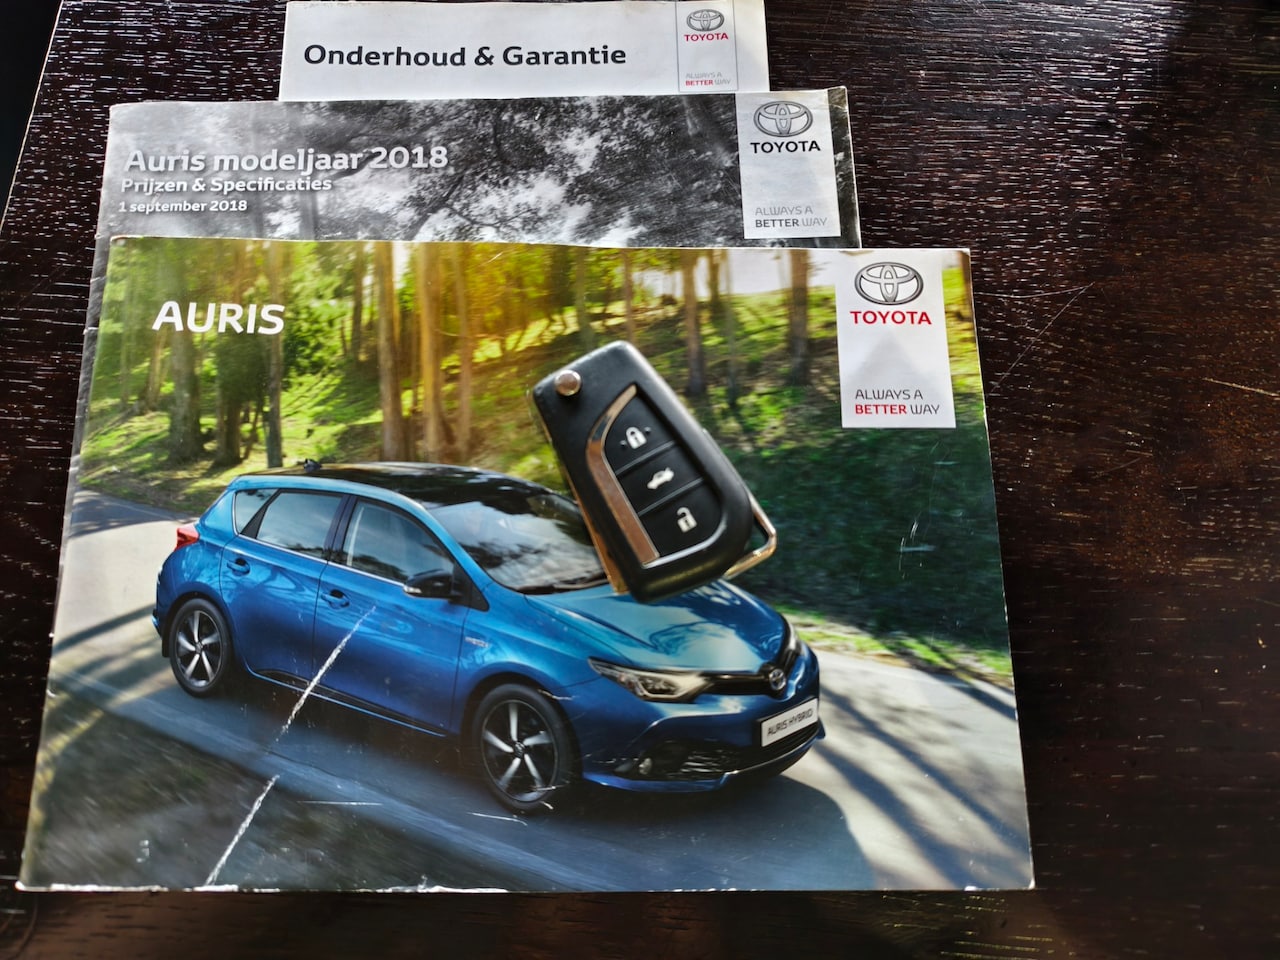 Onderhoud & Garantie
TOYOTA
ALWAYS A
BETTER WAY
Auris modeljaar 2018
Prijzen & Specificaties
1 september 2018
TOYOTA
ALWAYS A
BETTER WAY
AURIS
TOYOTA
ALWAYS A
BETTER WAY
AURIS HYBRID